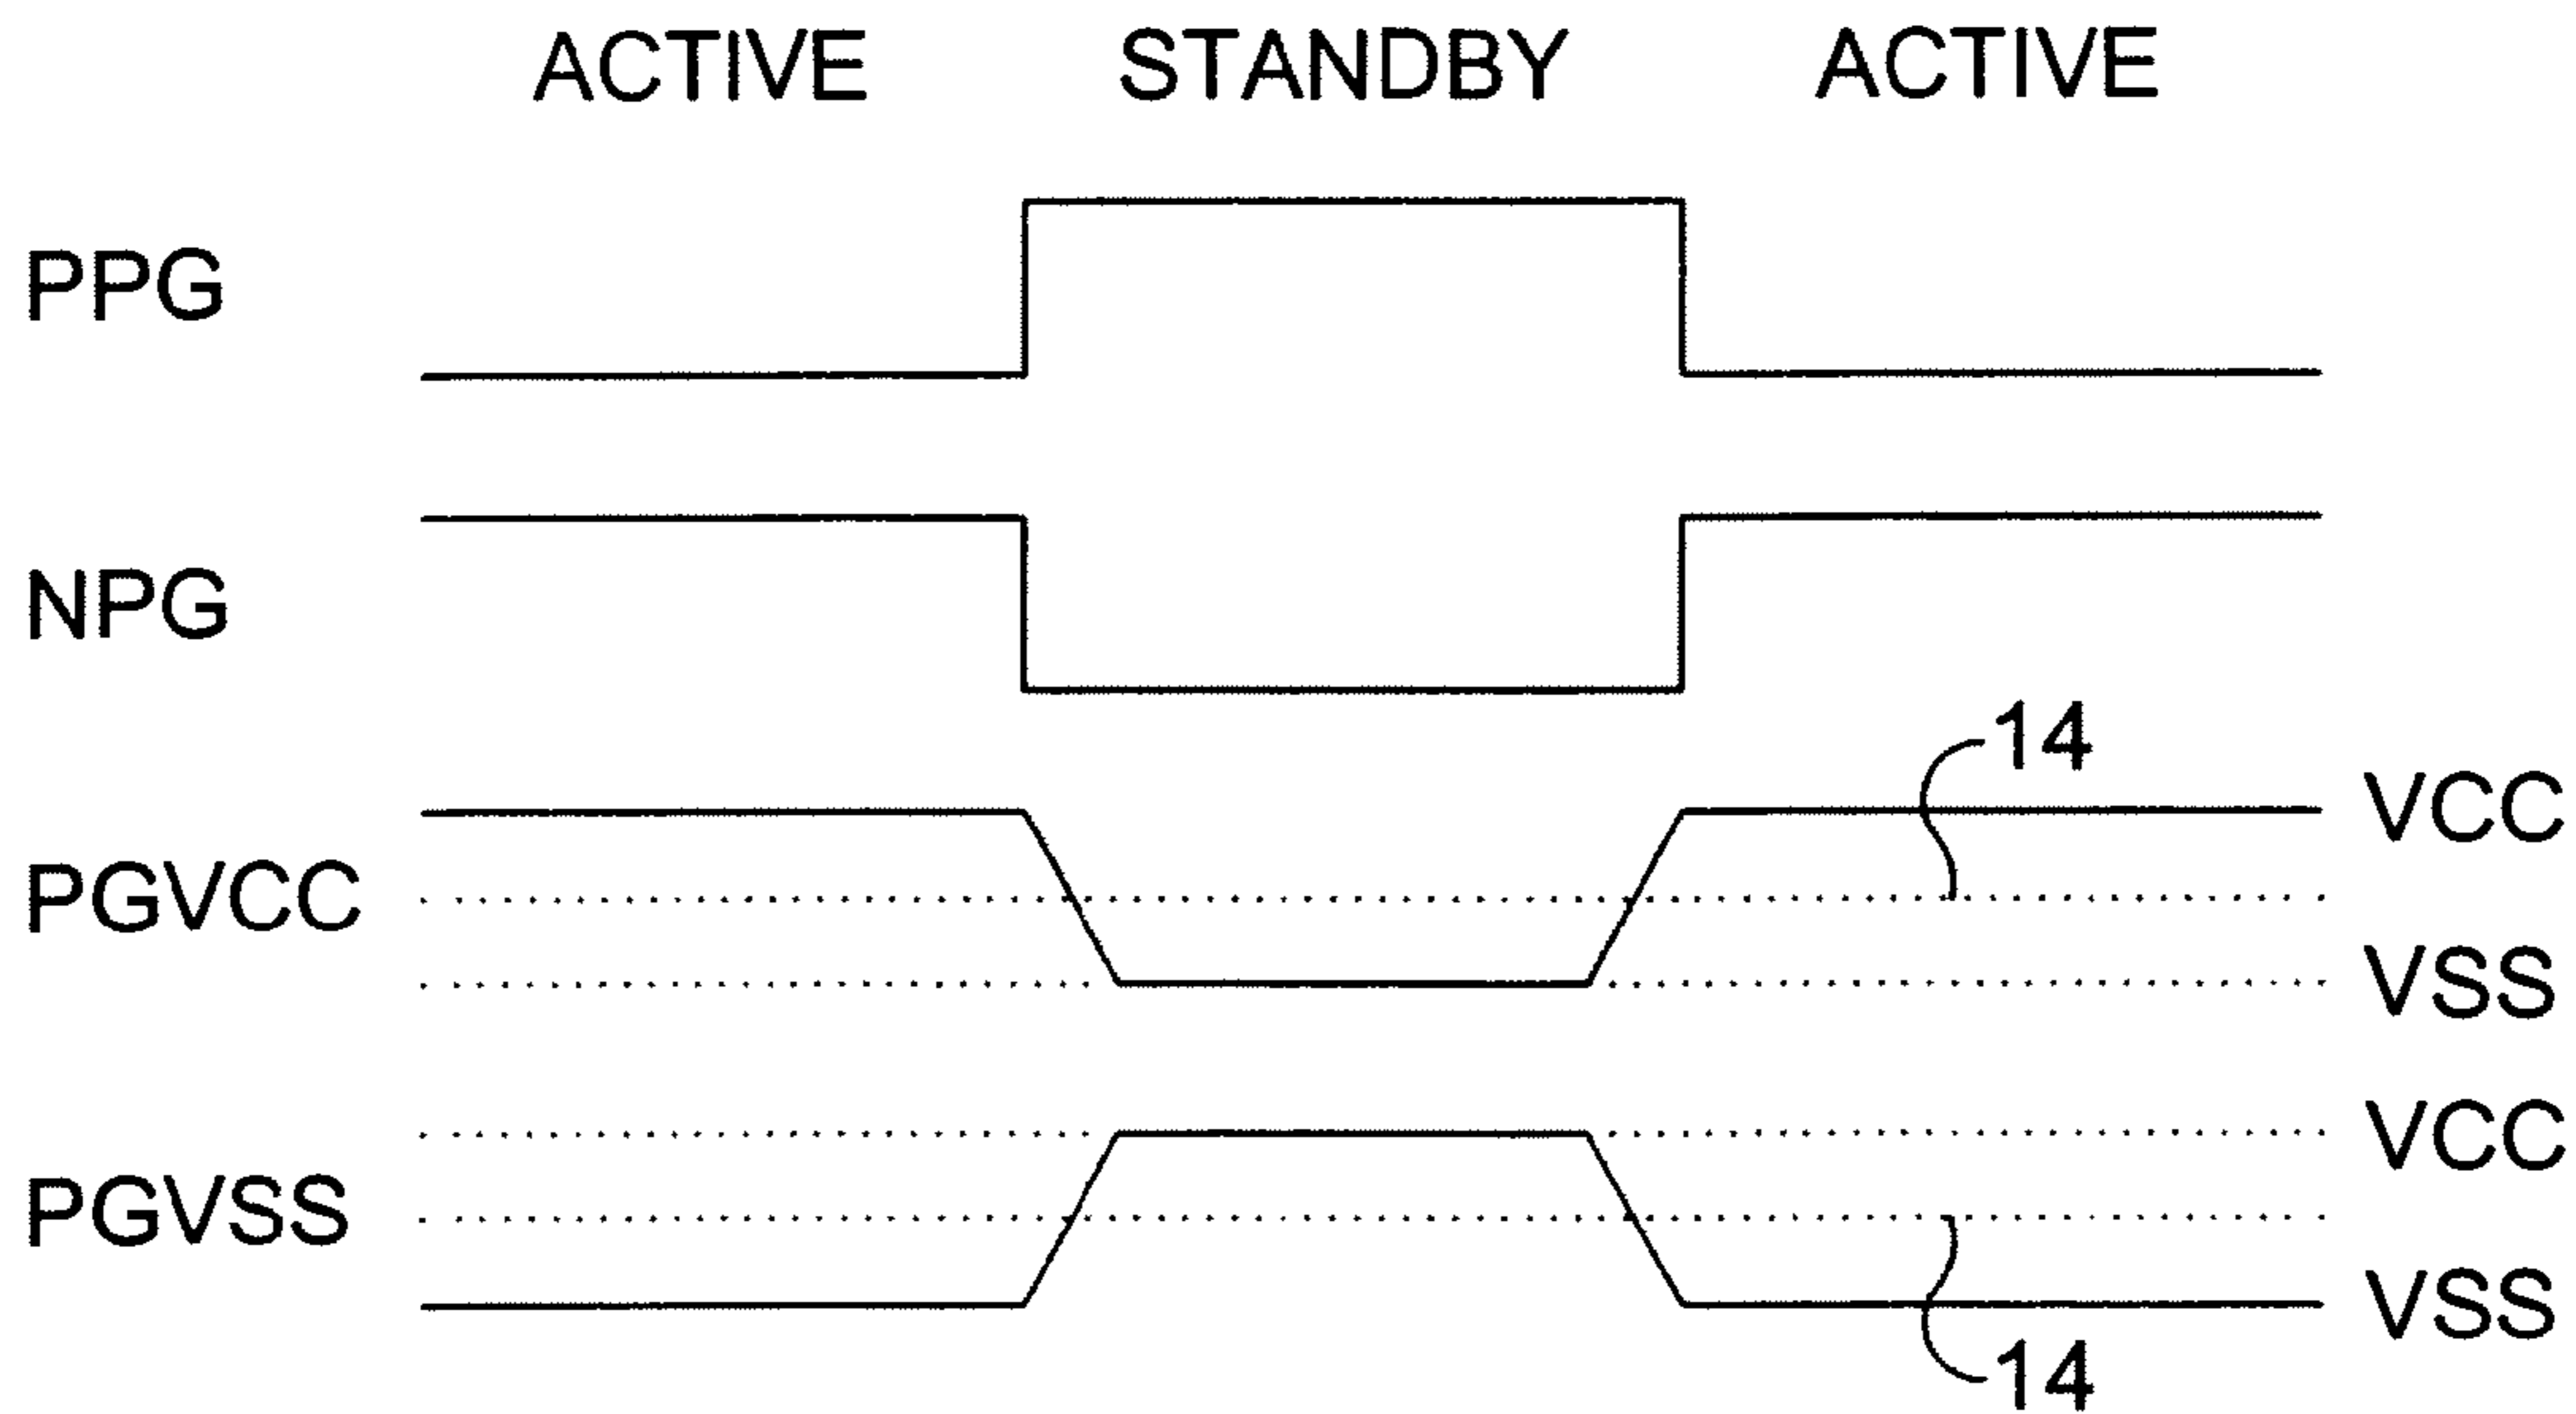 ACTIVE STANDBY ACTIVE
PPG
NPG
14
VCC
PGVCC
VSS
VCC
PGVSS
VSS
14